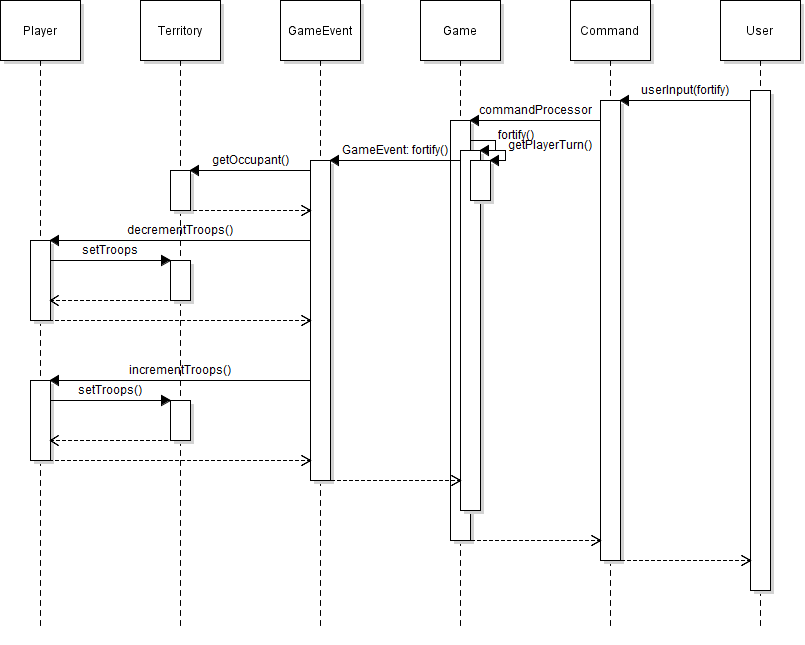 Player
Territory
GameEvent
Game
Command
User
userInput(fortify)
commandProcessor
fortify()
getPlayerTurn()
GameEvent: fortify()
getOccupant()
decrementTroops()
setTroops
incrementTroops()
setTroops()